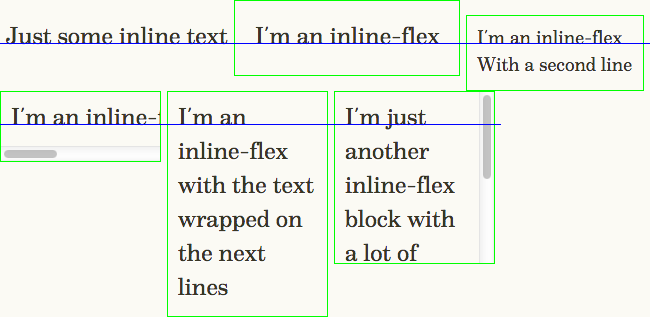 Just some inline text I′m an inline-flex I′m an inline-flex
With a second line
I′m an inline-
I′m an
inline-flex
with the text
wrapped on
the next
lines
I′m just
another
inline-flex
block with
a lot of